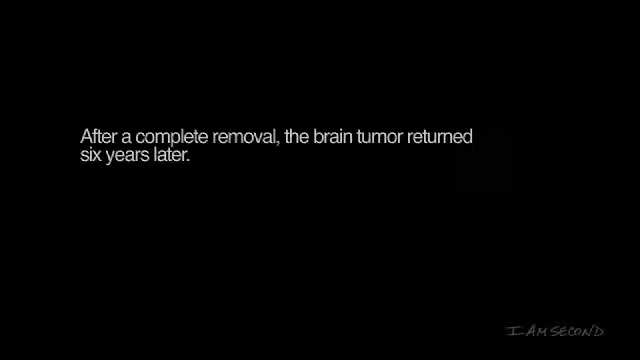 After a complete removal, the brain tumor returned
six years later.
I AM SECOND